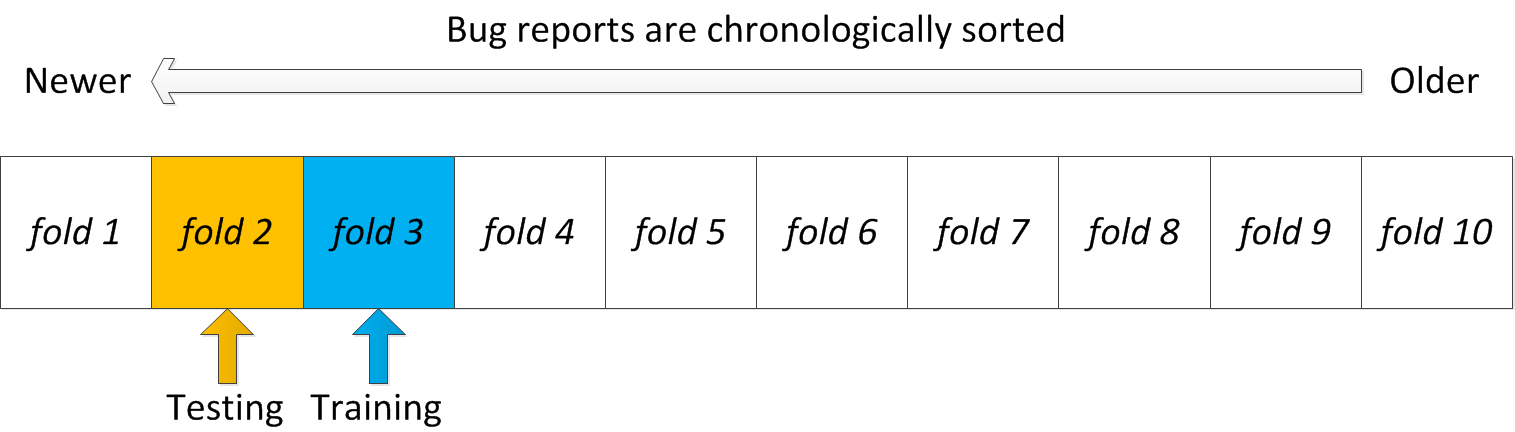 Bug reports are chronologically sorted
Newer Older
fold 1 fold 2 fold 3 fold 4 fold 5 fold 6 fold 7 fold 8 fold 9 fold 10
Testing Training